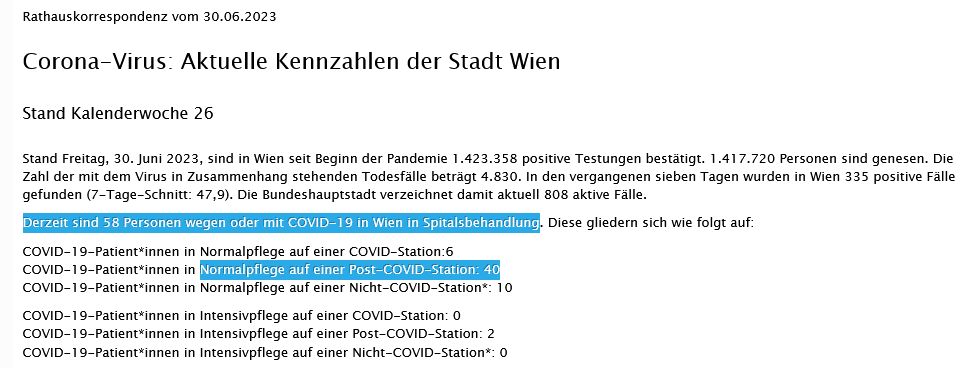 Rathauskorrespondenz vom 30.06.2023
Corona-Virus: Aktuelle Kennzahlen der Stadt Wien
Stand Kalenderwoche 26
Stand Freitag, 30. Juni 2023, sind in Wien seit Beginn der Pandemie 1.423.358 positive Testungen bestätigt. 1.417.720 Personen sind genesen. Die
Zahl der mit dem Virus in Zusammenhang stehenden Todesfälle beträgt 4.830. In den vergangenen sieben Tagen wurden in Wien 335 positive Fälle
gefunden (7-Tage-Schnitt: 47,9). Die Bundeshauptstadt verzeichnet damit aktuell 808 aktive Fälle.
Derzeit sind 58 Personen wegen oder mit COVID-19 in Wien in Spitalsbehandlung. Diese gliedern sich wie folgt auf:
COVID-19-Patient*innen in Normalpflege auf einer COVID-Station:6
COVID-19-Patient*innen in Normalpflege auf einer Post-COVID-Station: 40
COVID-19-Patient*innen in Normalpflege auf einer Nicht-COVID-Station*: 10
COVID-19-Patient*innen in Intensivpflege auf einer COVID-Station: 0
COVID-19-Patient*innen in Intensivpflege auf einer Post-COVID-Station: 2
COVID-19-Patient*innen in Intensivpflege auf einer Nicht-COVID-Station*: 0